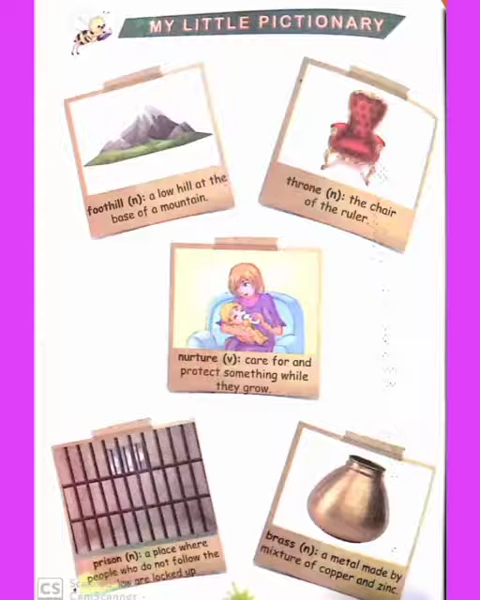 MY LITTLE PICTIONARY
foothill (n): a low hill at the
base of a mountain.
throne (n): the chair
of the ruler.
nurture (v): care for and
protect something while
they grow.
prison (n): a place where
people who do not follow the
law are locked up
brass (n): a metal made by
mixture of copper and zinc.
CS
CamScanner